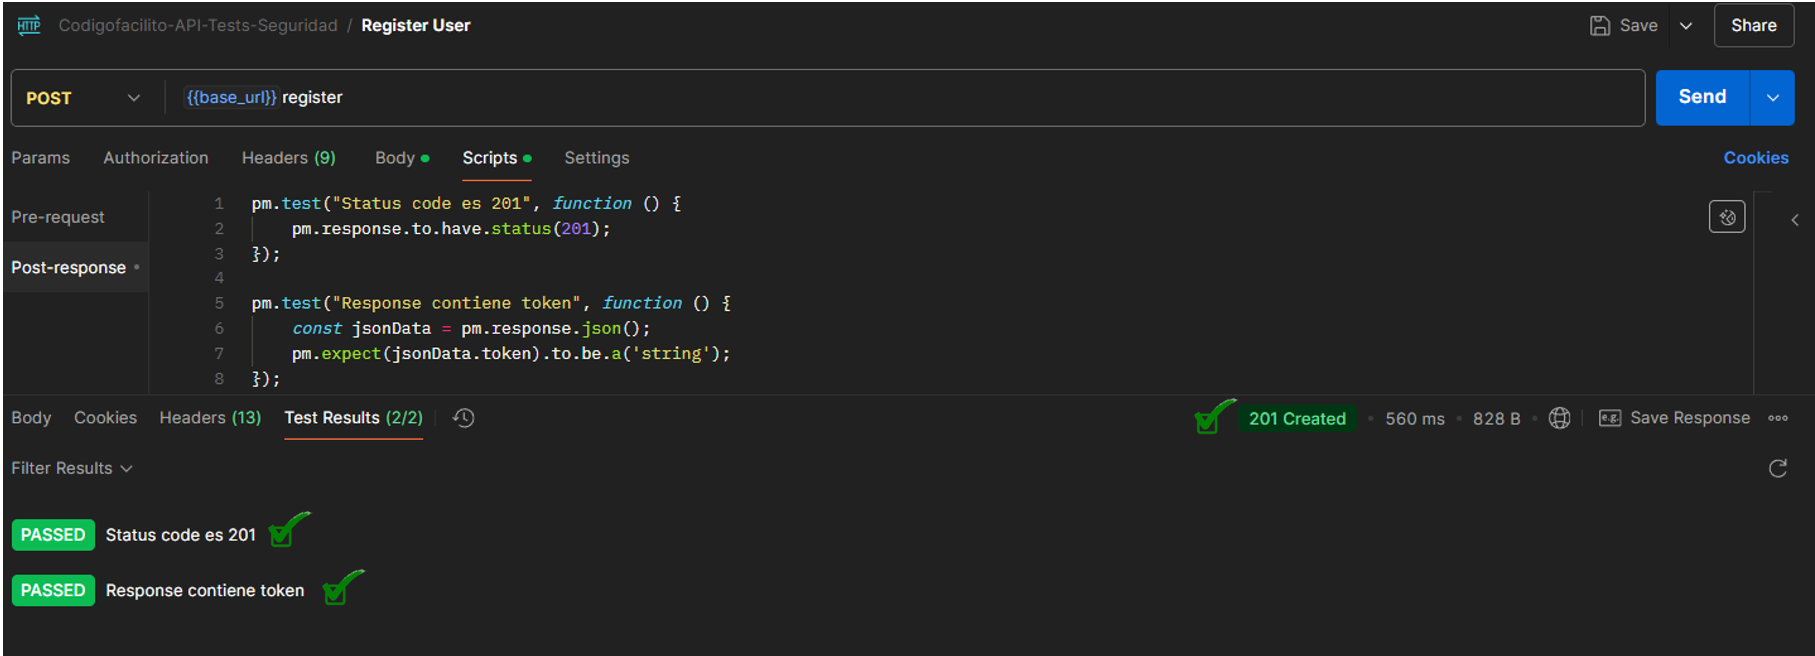 HTTP Codigofacilito-API-Tests-Seguridad / Register User Save Share
POST {{base_url}} register Send
Params Authorization Headers (9) Body Scripts Settings Cookies
Pre-request
Post-response
1 pm.test("Status code es 201", function () {
2 pm.response.to.have.status(201);
3 });
4
5 pm.test("Response contiene token", function () {
6 const jsonData = pm.response.json();
7 pm.expect(jsonData.token).to.be.a('string');
8 });
Body Cookies Headers (13) Test Results (2/2) 201 Created • 560 ms • 828 B • e.g. Save Response
Filter Results
PASSED Status code es 201
PASSED Response contiene token